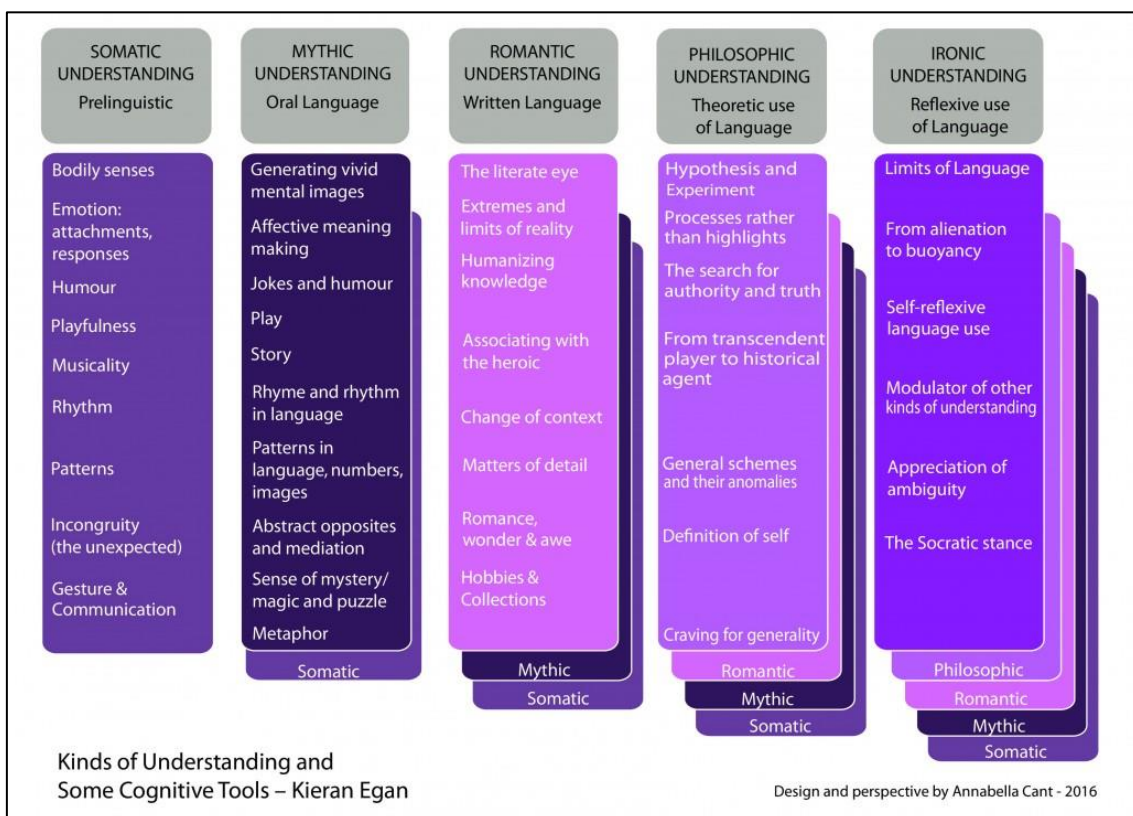 SOMATIC
UNDERSTANDING
Prelinguistic
MYTHIC
UNDERSTANDING
Oral Language
ROMANTIC
UNDERSTANDING
Written Language
PHILOSOPHIC
UNDERSTANDING
Theoretic use
of Language
IRONIC
UNDERSTANDING
Reflexive use
of Language
Bodily senses
Emotion:
attachments,
responses
Humour
Playfulness
Musicality
Rhythm
Patterns
Incongruity
(the unexpected)
Gesture &
Communication
Generating vivid
mental images
Affective meaning
making
Jokes and humour
Play
Story
Rhyme and rhythm
in language
Patterns in
language, numbers,
images
Abstract opposites
and mediation
Sense of mystery/
magic and puzzle
Metaphor
Somatic
The literate eye
Extremes and
limits of reality
Humanizing
knowledge
Associating with
the heroic
Change of context
Matters of detail
Romance,
wonder & awe
Hobbies &
Collections
Mythic
Somatic
Hypothesis and
Experiment
Processes rather
than highlights
The search for
authority and truth
From transcendent
player to historical
agent
General schemes
and their anomalies
Definition of self
Craving for generality
Romantic
Mythic
Somatic
Limits of Language
From alienation
to buoyancy
Self-reflexive
language use
Modulator of other
kinds of understanding
Appreciation of
ambiguity
The Socratic stance
Philosophic
Romantic
Mythic
Somatic
Kinds of Understanding and
Some Cognitive Tools – Kieran Egan
Design and perspective by Annabella Cant - 2016